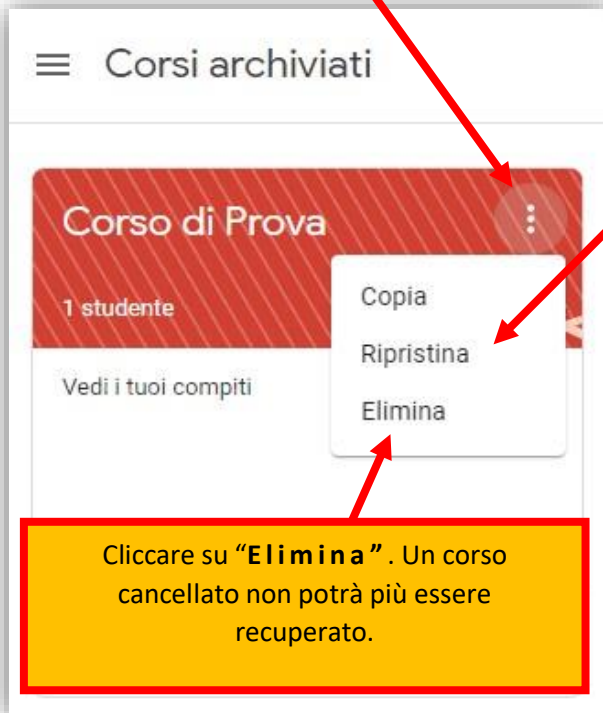 Corsi archiviati
Corso di Prova
1 studente
Copia
Ripristina
Elimina
Vedi i tuoi compiti
Cliccare su “Elimina”. Un corso
cancellato non potrà più essere
recuperato.